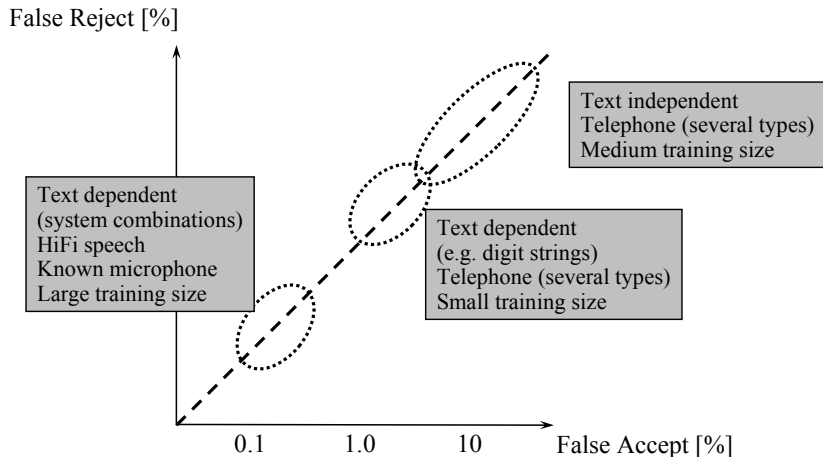 False Reject [%]
Text independent
Telephone (several types)
Medium training size
Text dependent
(system combinations)
HiFi speech
Known microphone
Large training size
Text dependent
(e.g. digit strings)
Telephone (several types)
Small training size
0.1 1.0 10 False Accept [%]